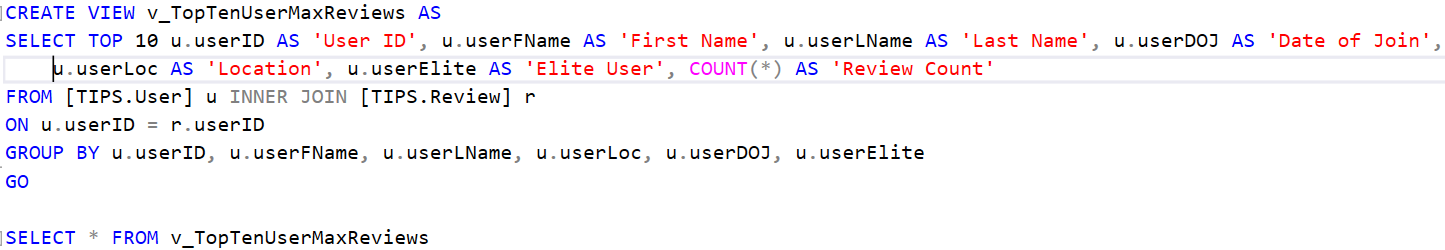 CREATE VIEW v_TopTenUserMaxReviews AS
SELECT TOP 10 u.userID AS 'User ID', u.userFName AS 'First Name', u.userLName AS 'Last Name', u.userDOJ AS 'Date of Join',
    u.userLoc AS 'Location', u.userElite AS 'Elite User', COUNT(*) AS 'Review Count'
FROM [TIPS.User] u INNER JOIN [TIPS.Review] r
ON u.userID = r.userID
GROUP BY u.userID, u.userFName, u.userLName, u.userLoc, u.userDOJ, u.userElite
GO
SELECT * FROM v_TopTenUserMaxReviews